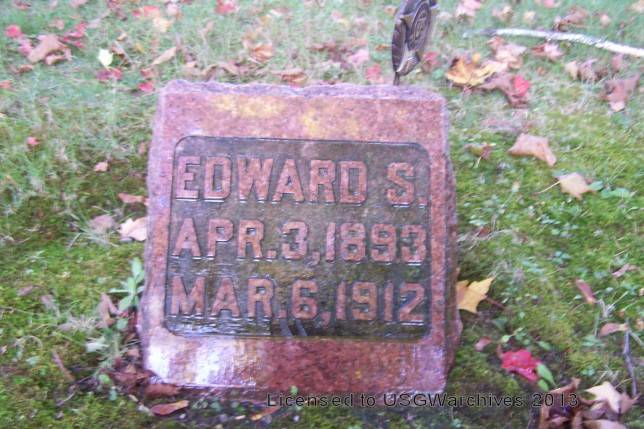 EDWARD S.
APR. 3, 1893
MAR. 6, 1912
Licensed to USGWarchives 2013